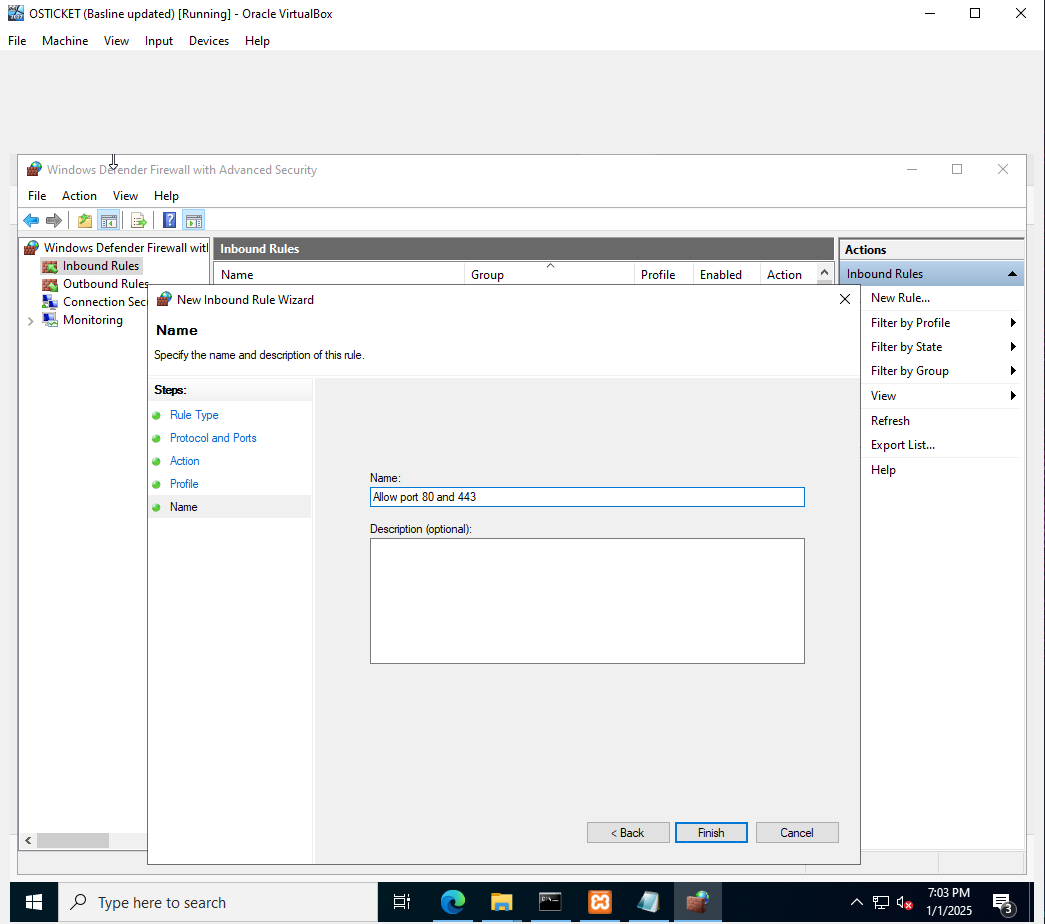 OSTICKET (Basline updated) [Running] - Oracle VirtualBox
File Machine View Input Devices Help
Windows Defender Firewall with Advanced Security
File Action View Help
Windows Defender Firewall witl
Inbound Rules
Outbound Rules
Connection Sec
Monitoring
Inbound Rules
Name Group Profile Enabled Action
Actions
Inbound Rules
New Rule...
Filter by Profile
Filter by State
Filter by Group
View
Refresh
Export List...
Help
New Inbound Rule Wizard
Name
Specify the name and description of this rule.
Steps:
Rule Type
Protocol and Ports
Action
Profile
Name
Name:
Allow port 80 and 443
Description (optional):
< Back Finish Cancel
Type here to search
7:03 PM
1/1/2025
3